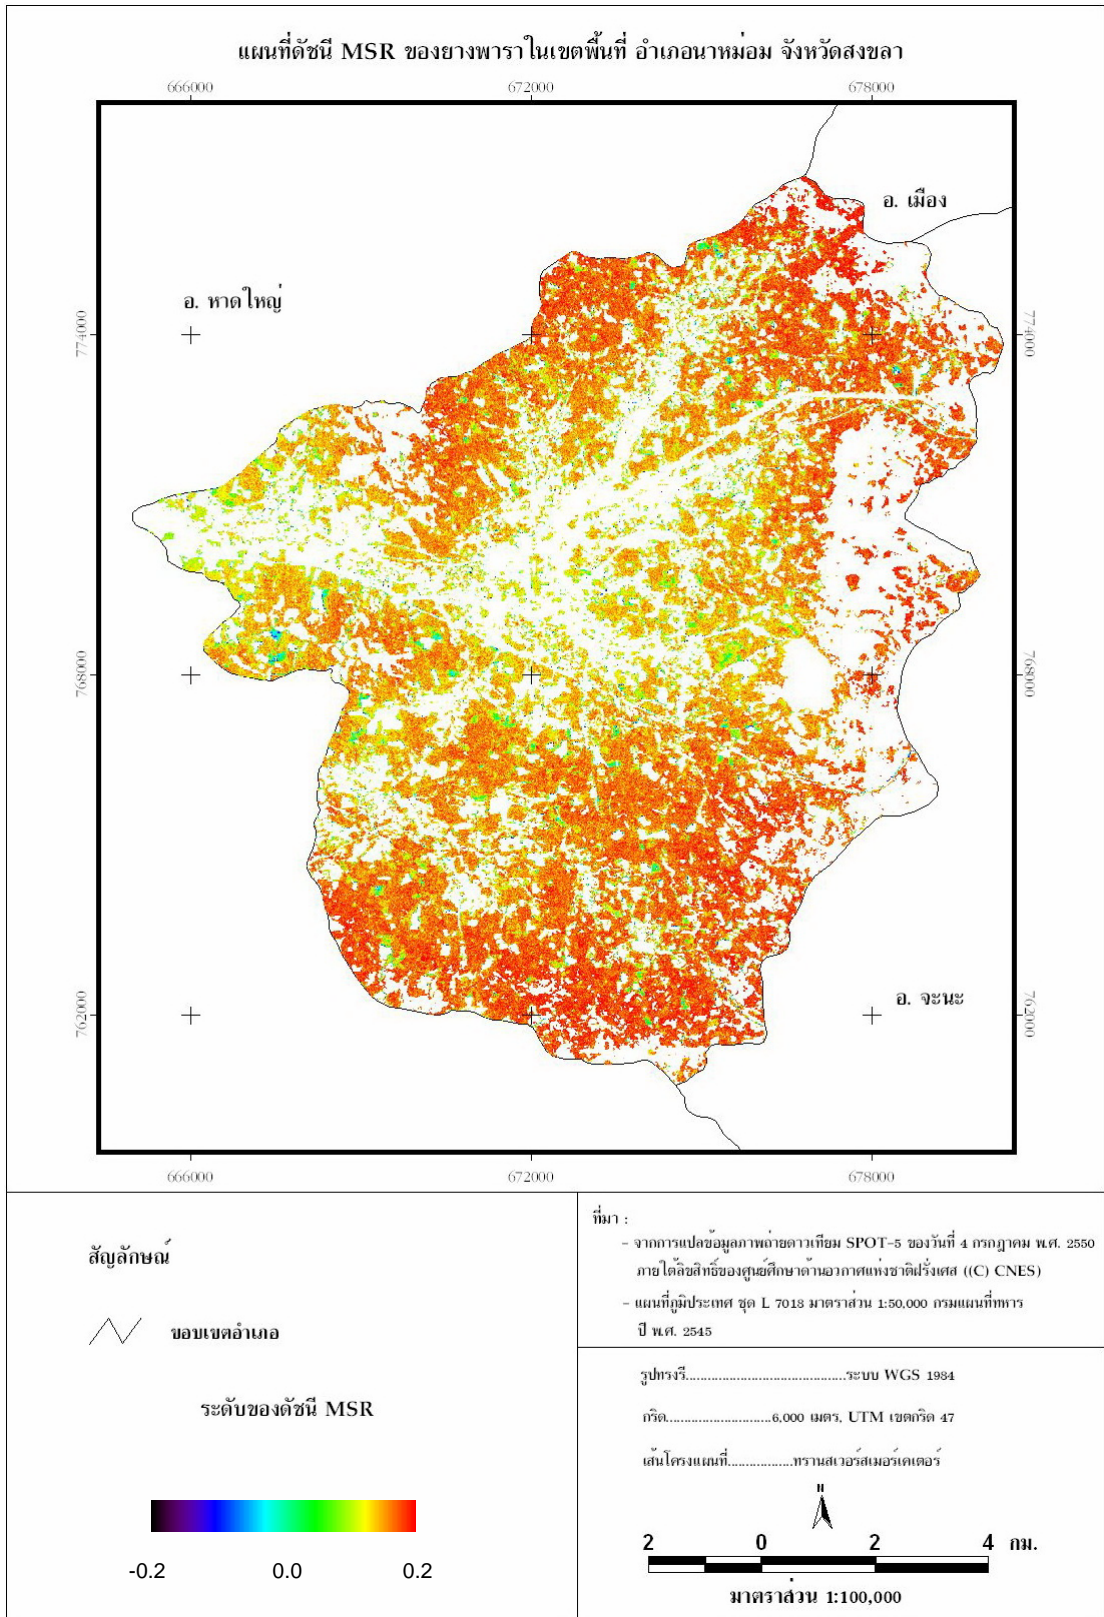 แผนที่ดัชนี MSR ของยางพาราในเขตพื้นที่ อำเภอนาหม่อม จังหวัดสงขลา
666000 672000 678000
อ. เมือง
อ. หาดใหญ่
774000 774000
768000 768000
อ. จะนะ
762000 762000
666000 672000 678000
สัญลักษณ์
ขอบเขตอำเภอ
ระดับของดัชนี MSR
-0.2 0.0 0.2
ที่มา :
- จากการแปลข้อมูลภาพถ่ายดาวเทียม SPOT-5 ของวันที่ 4 กรกฎาคม พ.ศ. 2550
ภายใต้ลิขสิทธิ์ของศูนย์ศึกษาด้านอวกาศแห่งชาติฝรั่งเศส ((C) CNES)
- แผนที่ภูมิประเทศ ชุด L 7018 มาตราส่วน 1:50,000 กรมแผนที่ทหาร
ปี พ.ศ. 2545
รูปทรงรี............................................ระบบ WGS 1984
กริด............................6,000 เมตร, UTM เขตกริด 47
เส้นโครงแผนที่..................ทรานสเวอร์สเมอร์เคเตอร์
N
2 0 2 4 กม.
มาตราส่วน 1:100,000